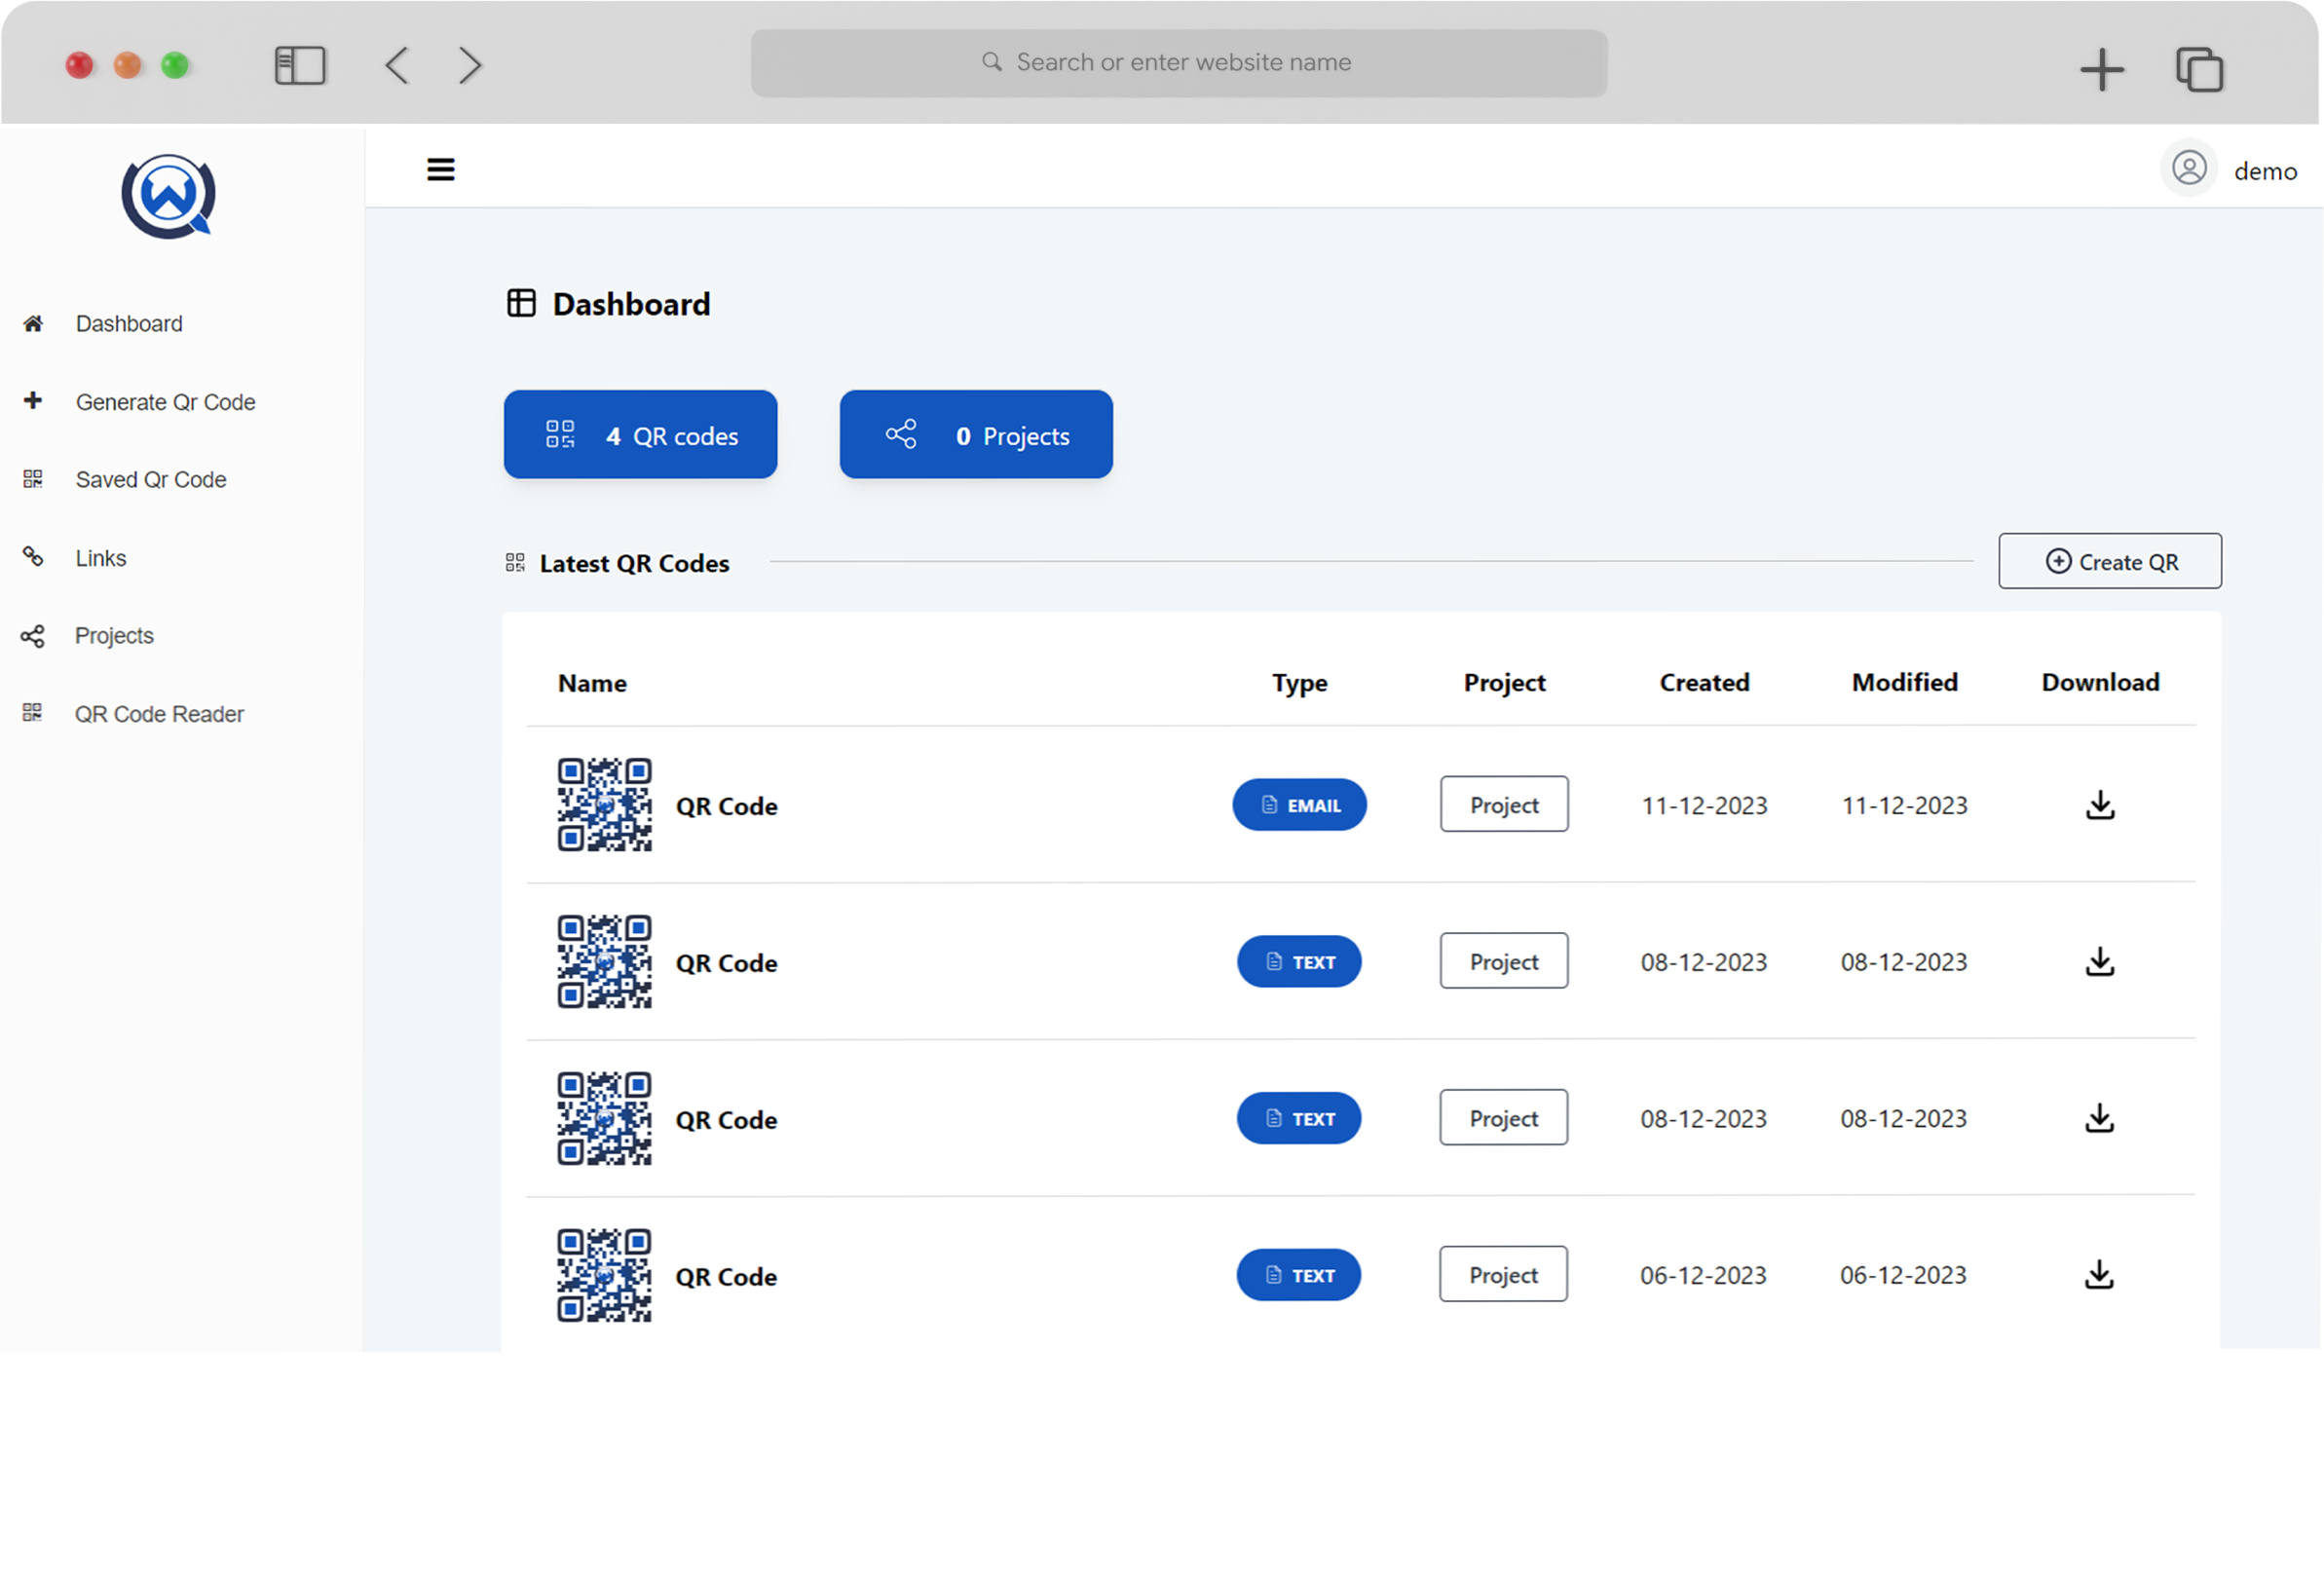 Search or enter website name
demo
Dashboard
Generate Qr Code
Saved Qr Code
Links
Projects
QR Code Reader
Dashboard
4 QR codes
0 Projects
Latest QR Codes
Create QR
Name Type Project Created Modified Download
QR Code EMAIL Project 11-12-2023 11-12-2023
QR Code TEXT Project 08-12-2023 08-12-2023
QR Code TEXT Project 08-12-2023 08-12-2023
QR Code TEXT Project 06-12-2023 06-12-2023